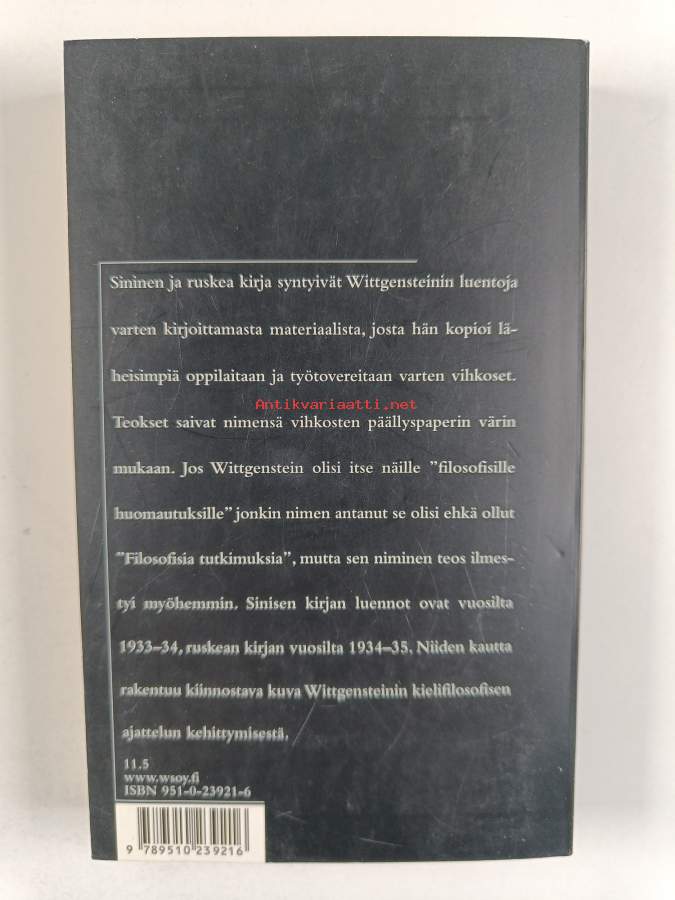 Sininen ja ruskea kirja syntyivät Wittgensteinin luentoja
varten kirjoittamasta materiaalista, josta hän kopioi lä-
heisimpiä oppilaitaan ja työtovereitaan varten vihkoset.
Antikvariaatti.net
Teokset saivat nimensä vihkosten päällyspaperin värin
mukaan. Jos Wittgenstein olisi itse näille ”filosofisille
huomautuksille” jonkin nimen antanut se olisi ehkä ollut
”Filosofisia tutkimuksia”, mutta sen niminen teos ilmes-
tyi myöhemmin. Sinisen kirjan luennot ovat vuosilta
1933–34, ruskean kirjan vuosilta 1934–35. Niiden kautta
rakentuu kiinnostava kuva Wittgensteinin kielifilosofisen
ajattelun kehittymisestä.
11.5
www.wsoy.fi
ISBN 951-0-23921-6
9 789510 239216